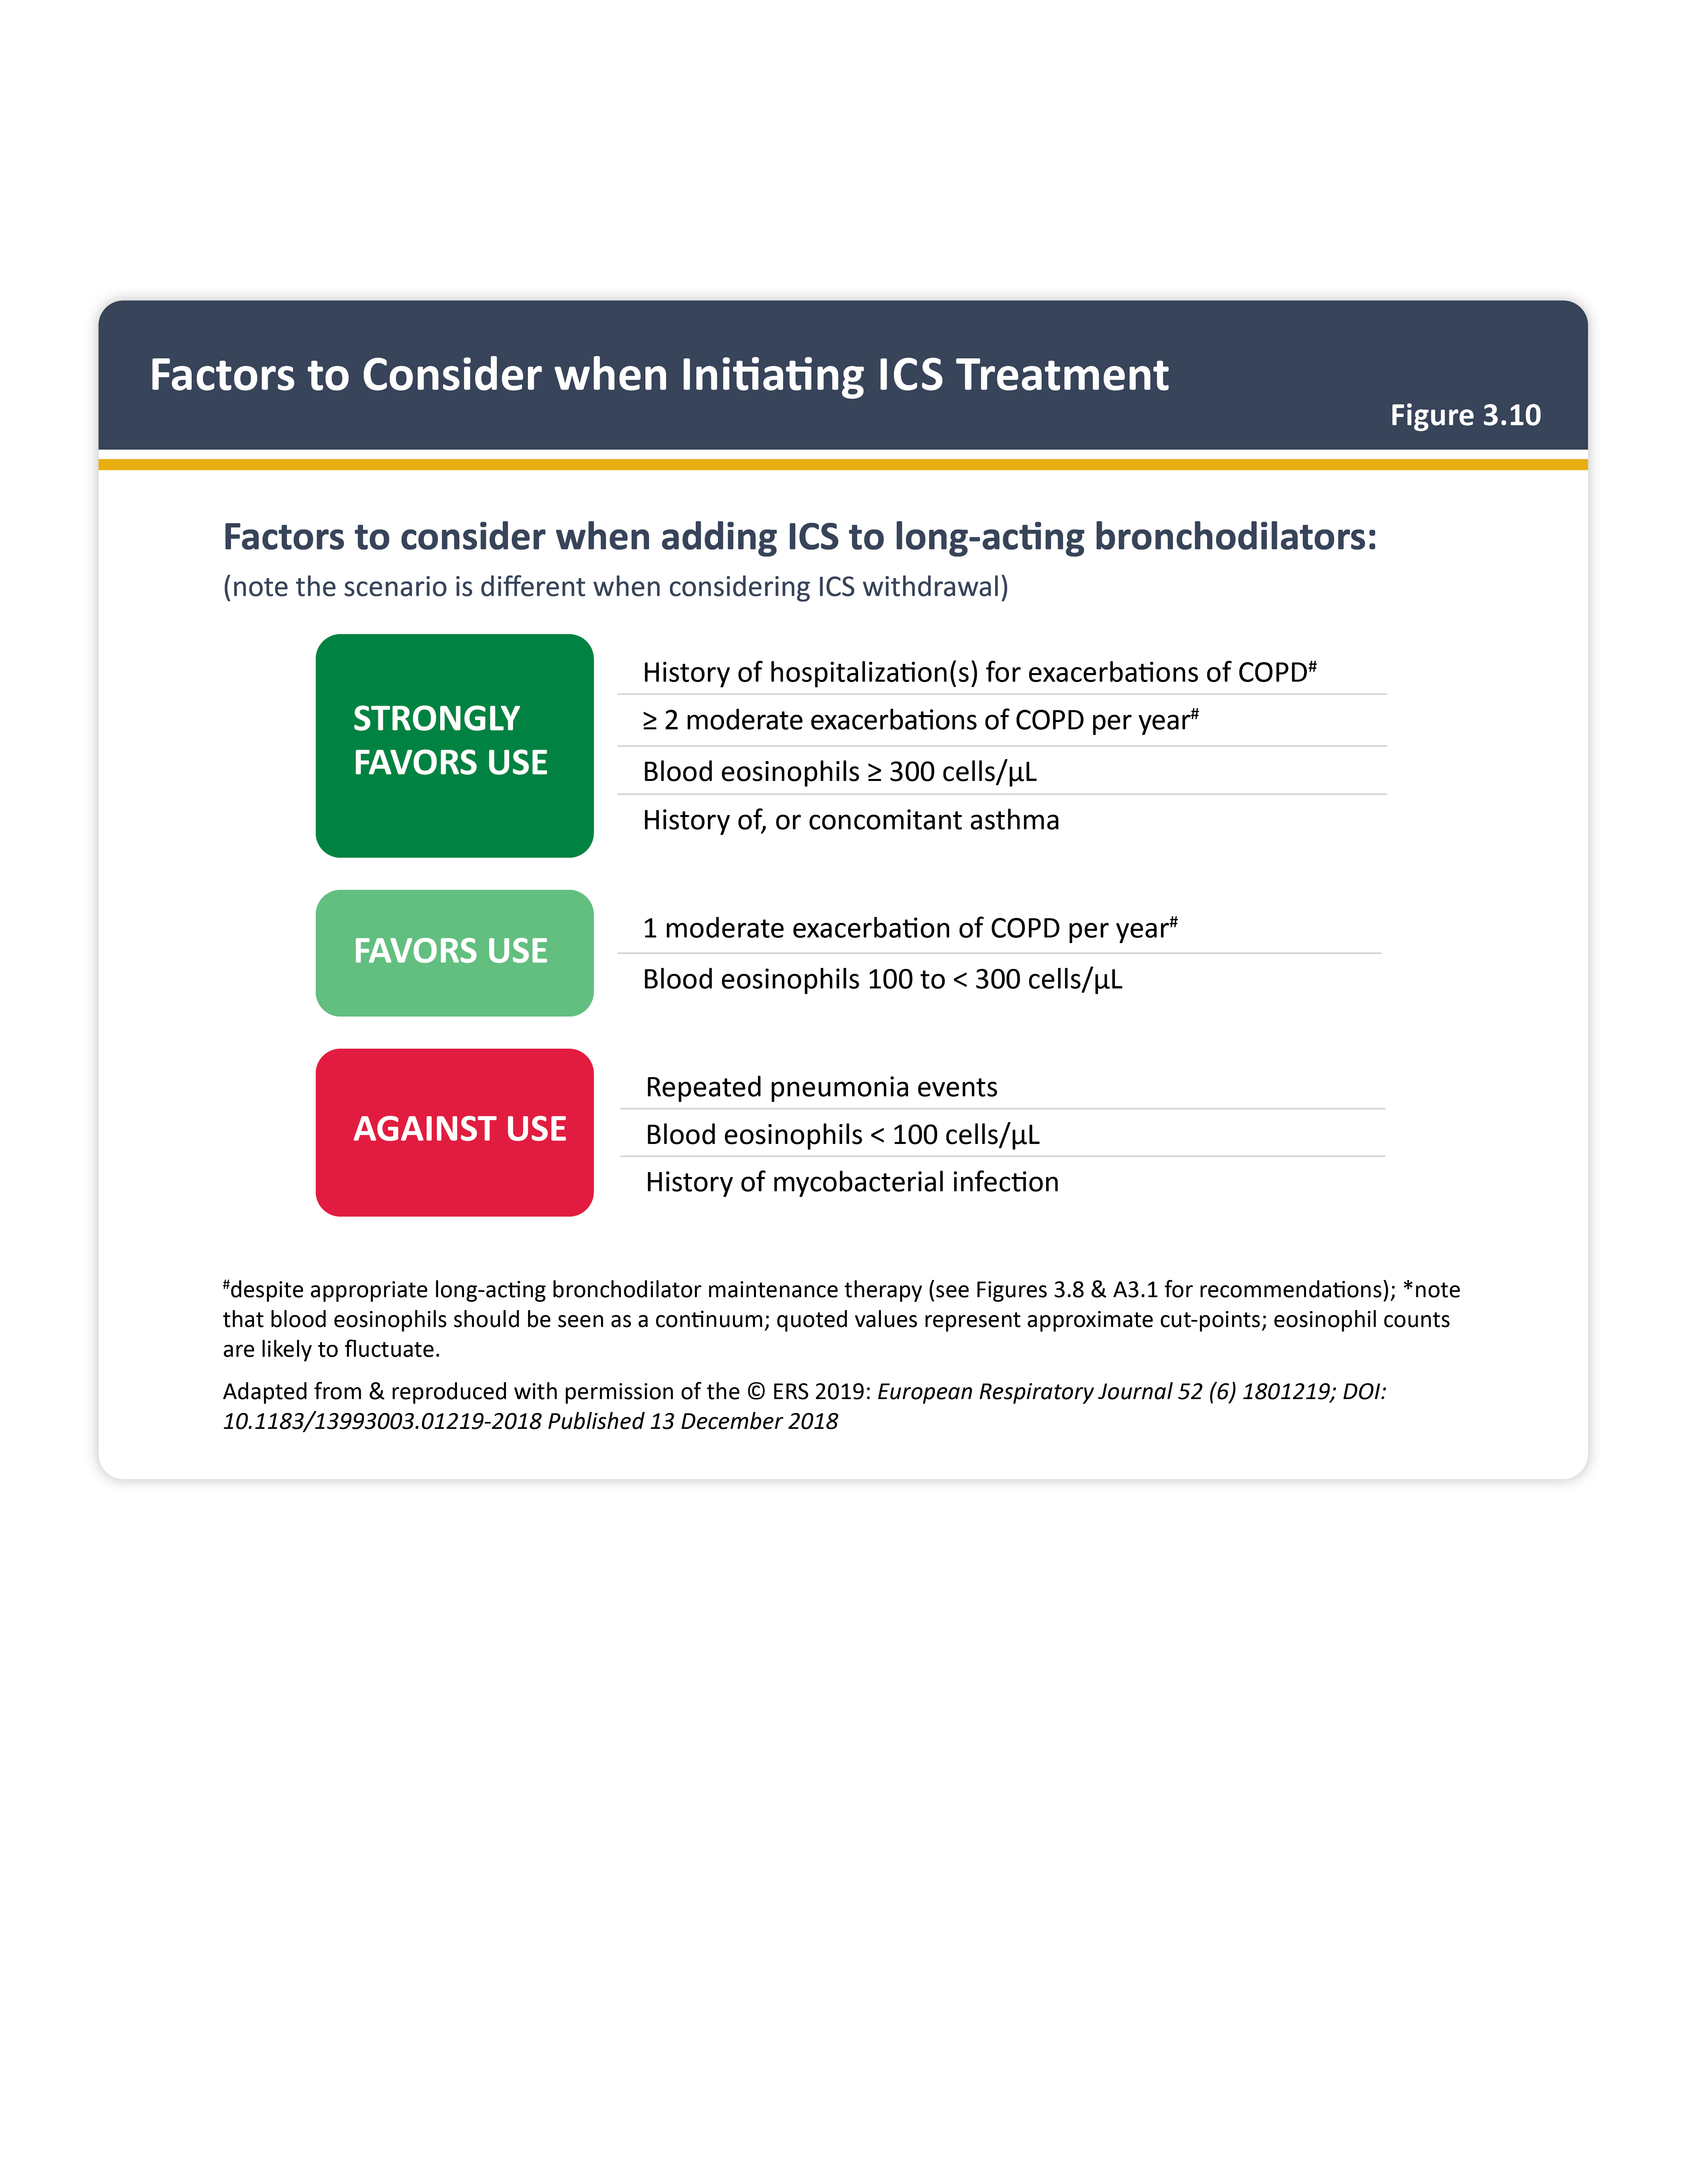 Factors to Consider when Initiating ICS Treatment
Figure 3.10
Factors to consider when adding ICS to long-acting bronchodilators:
(note the scenario is different when considering ICS withdrawal)
STRONGLY
FAVORS USE
History of hospitalization(s) for exacerbations of COPD#
≥ 2 moderate exacerbations of COPD per year#
Blood eosinophils ≥ 300 cells/µL
History of, or concomitant asthma
FAVORS USE
1 moderate exacerbation of COPD per year#
Blood eosinophils 100 to < 300 cells/µL
AGAINST USE
Repeated pneumonia events
Blood eosinophils < 100 cells/µL
History of mycobacterial infection
#despite appropriate long-acting bronchodilator maintenance therapy (see Figures 3.8 & A3.1 for recommendations); *note
that blood eosinophils should be seen as a continuum; quoted values represent approximate cut-points; eosinophil counts
are likely to fluctuate.
Adapted from & reproduced with permission of the © ERS 2019: European Respiratory Journal 52 (6) 1801219; DOI:
10.1183/13993003.01219-2018 Published 13 December 2018